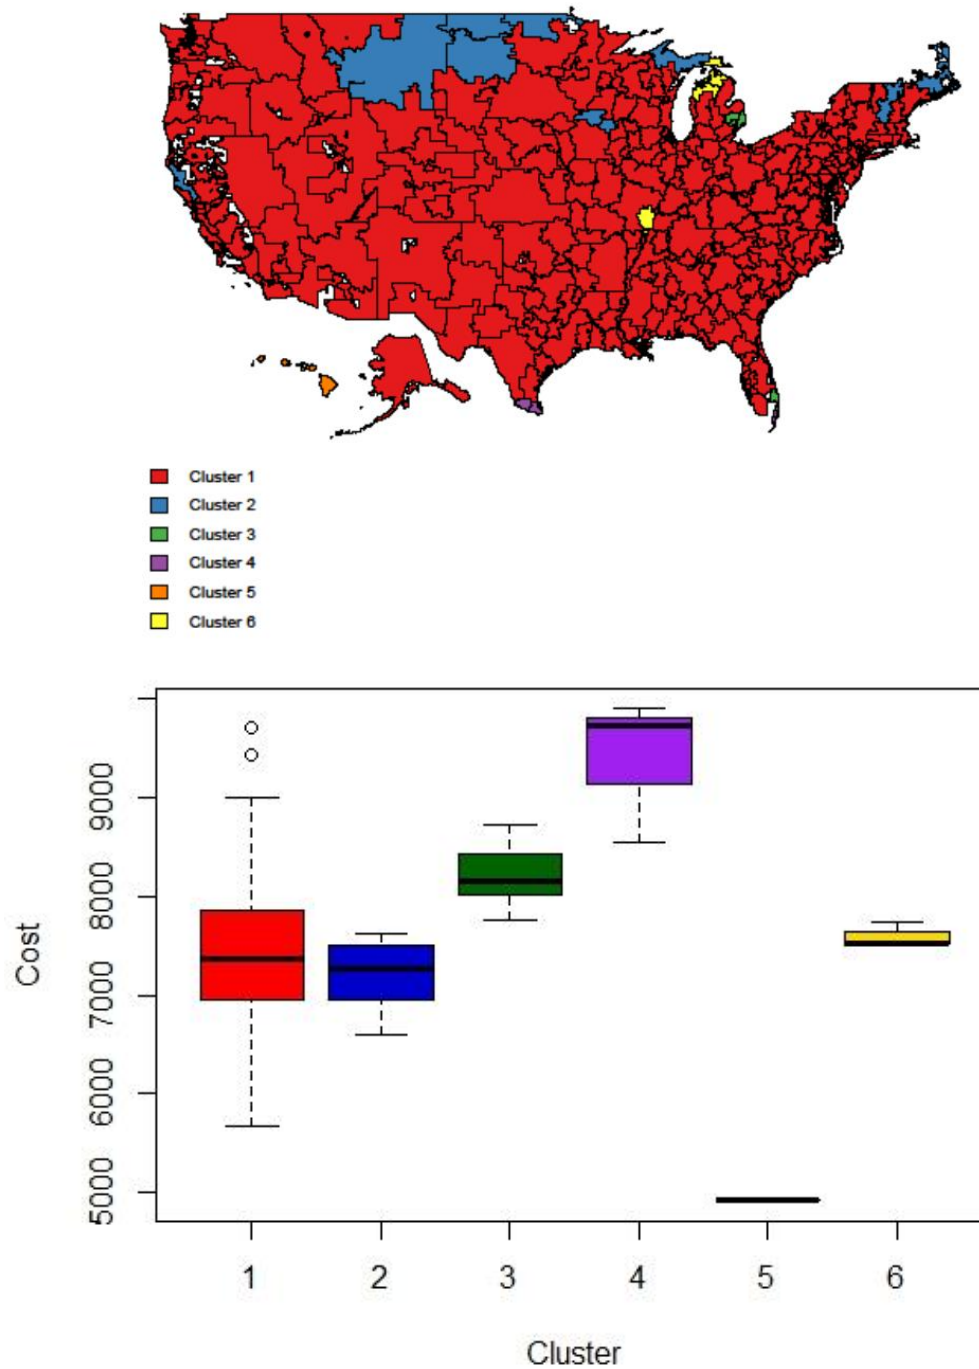 Cluster 1
Cluster 2
Cluster 3
Cluster 4
Cluster 5
Cluster 6
9000
8000
7000
6000
5000
Cost
1 2 3 4 5 6
Cluster